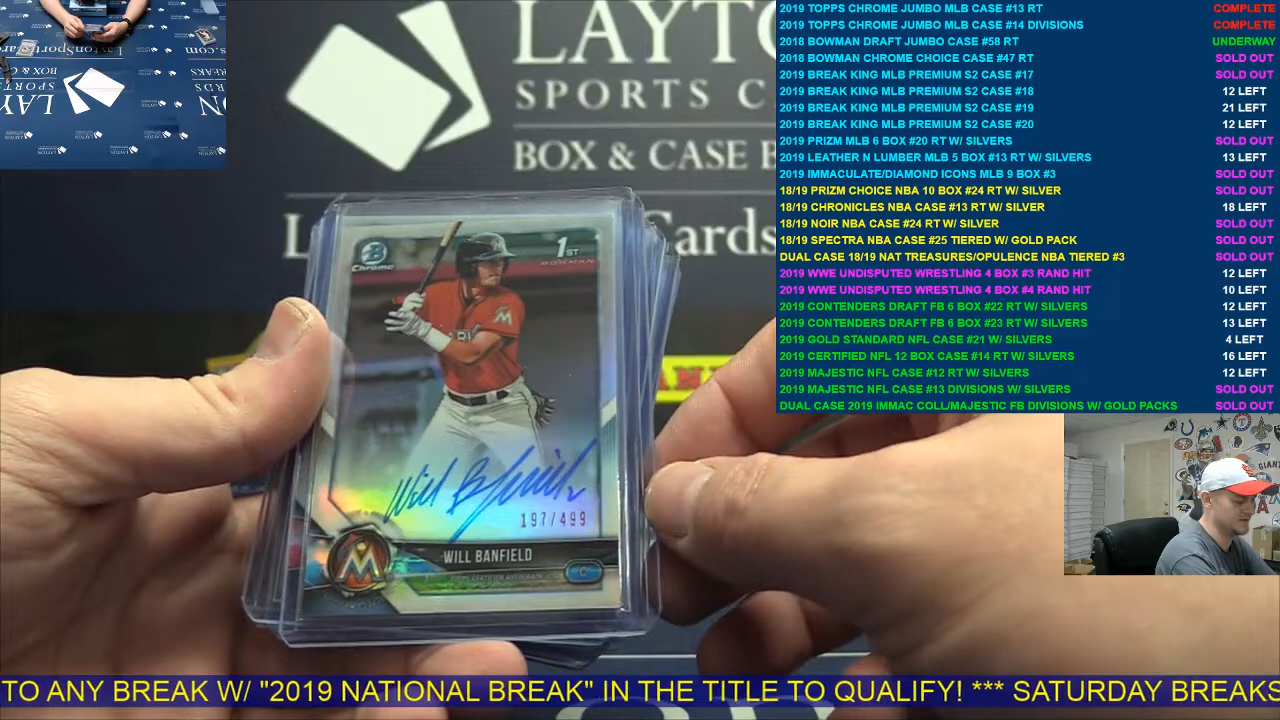 LAYTON
SPORTS C
BOX & CASE B
Cards
2019 TOPPS CHROME JUMBO MLB CASE #13 RT COMPLETE
2019 TOPPS CHROME JUMBO MLB CASE #14 DIVISIONS COMPLETE
2018 BOWMAN DRAFT JUMBO CASE #58 RT UNDERWAY
2018 BOWMAN CHROME CHOICE CASE #47 RT SOLD OUT
2019 BREAK KING MLB PREMIUM S2 CASE #17 SOLD OUT
2019 BREAK KING MLB PREMIUM S2 CASE #18 12 LEFT
2019 BREAK KING MLB PREMIUM S2 CASE #19 21 LEFT
2019 BREAK KING MLB PREMIUM S2 CASE #20 12 LEFT
2019 PRIZM MLB 6 BOX #20 RT W/ SILVERS SOLD OUT
2019 LEATHER N LUMBER MLB 5 BOX #13 RT W/ SILVERS 13 LEFT
2019 IMMACULATE/DIAMOND ICONS MLB 9 BOX #3 SOLD OUT
18/19 PRIZM CHOICE NBA 10 BOX #24 RT W/ SILVER SOLD OUT
18/19 CHRONICLES NBA CASE #13 RT W/ SILVER 18 LEFT
18/19 NOIR NBA CASE #24 RT W/ SILVER SOLD OUT
18/19 SPECTRA NBA CASE #25 TIERED W/ GOLD PACK SOLD OUT
DUAL CASE 18/19 NAT TREASURES/OPULENCE NBA TIERED #3 SOLD OUT
2019 WWE UNDISPUTED WRESTLING 4 BOX #3 RAND HIT 12 LEFT
2019 WWE UNDISPUTED WRESTLING 4 BOX #4 RAND HIT 10 LEFT
2019 CONTENDERS DRAFT FB 6 BOX #22 RT W/ SILVERS 12 LEFT
2019 CONTENDERS DRAFT FB 6 BOX #23 RT W/ SILVERS 13 LEFT
2019 GOLD STANDARD NFL CASE #21 W/ SILVERS 4 LEFT
2019 CERTIFIED NFL 12 BOX CASE #14 RT W/ SILVERS 16 LEFT
2019 MAJESTIC NFL CASE #12 RT W/ SILVERS 12 LEFT
2019 MAJESTIC NFL CASE #13 DIVISIONS W/ SILVERS SOLD OUT
DUAL CASE 2019 IMMAC COLL/MAJESTIC FB DIVISIONS W/ GOLD PACKS SOLD OUT
Chrome
1ST
BOWMAN
197/499
WILL BANFIELD
TOPPS CERTIFIED AUTOGRAPH
C
TO ANY BREAK W/ "2019 NATIONAL BREAK" IN THE TITLE TO QUALIFY! *** SATURDAY BREAKS